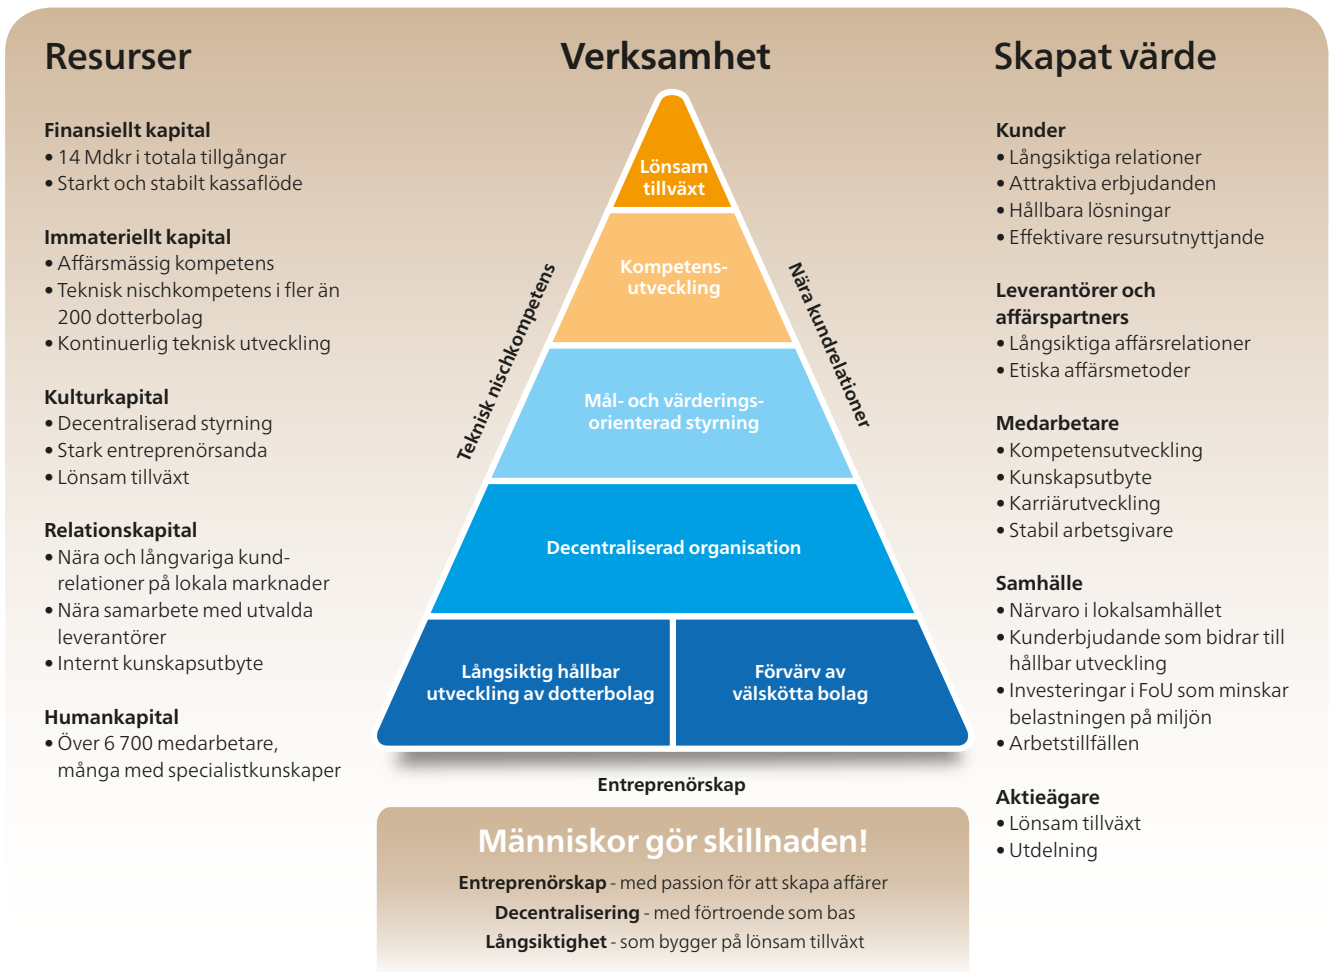 Resurser
Finansiellt kapital
• 14 Mdkr i totala tillgångar
• Starkt och stabilt kassaflöde
Immateriellt kapital
• Affärsmässig kompetens
• Teknisk nischkompetens i fler än
200 dotterbolag
• Kontinuerlig teknisk utveckling
Kulturkapital
• Decentraliserad styrning
• Stark entreprenörsanda
• Lönsam tillväxt
Relationskapital
• Nära och långvariga kund-
relationer på lokala marknader
• Nära samarbete med utvalda
leverantörer
• Internt kunskapsutbyte
Humankapital
• Över 6 700 medarbetare,
många med specialistkunskaper
Verksamhet
Lönsam
tillväxt
Kompetens-
utveckling
Mål- och värderings-
orienterad styrning
Decentraliserad organisation
Långsiktig hållbar
utveckling av dotterbolag
Förvärv av
välskötta bolag
Teknisk nischkompetens
Nära kundrelationer
Entreprenörskap
Människor gör skillnaden!
Entreprenörskap - med passion för att skapa affärer
Decentralisering - med förtroende som bas
Långsiktighet - som bygger på lönsam tillväxt
Skapat värde
Kunder
• Långsiktiga relationer
• Attraktiva erbjudanden
• Hållbara lösningar
• Effektivare resursutnyttjande
Leverantörer och
affärspartners
• Långsiktiga affärsrelationer
• Etiska affärsmetoder
Medarbetare
• Kompetensutveckling
• Kunskapsutbyte
• Karriärutveckling
• Stabil arbetsgivare
Samhälle
• Närvaro i lokalsamhället
• Kunderbjudande som bidrar till
hållbar utveckling
• Investeringar i FoU som minskar
belastningen på miljön
• Arbetstillfällen
Aktieägare
• Lönsam tillväxt
• Utdelning